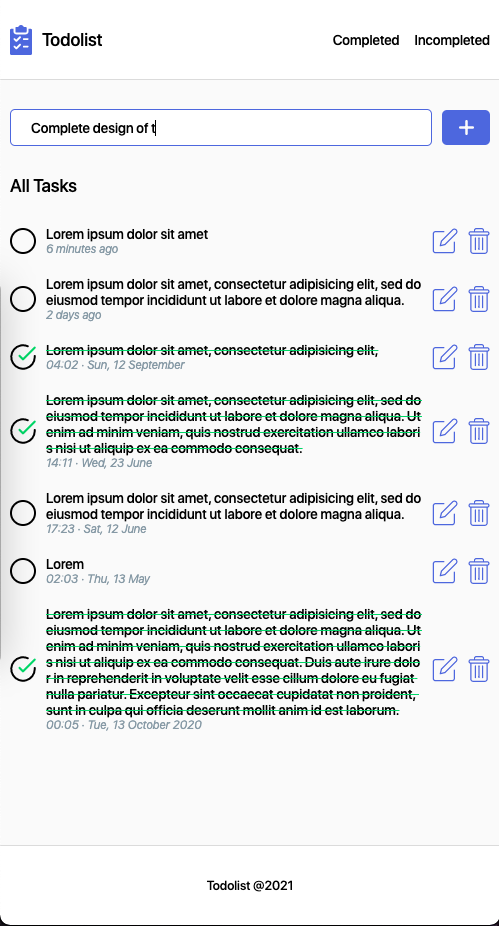 Todolist
Completed
Incompleted
Complete design of t
All Tasks
Lorem ipsum dolor sit amet
6 minutes ago
Lorem ipsum dolor sit amet, consectetur adipisicing elit, sed do
eiusmod tempor incididunt ut labore et dolore magna aliqua.
2 days ago
Lorem ipsum dolor sit amet, consectetur adipisicing elit,
04:02 · Sun, 12 September
Lorem ipsum dolor sit amet, consectetur adipisicing elit, sed do
eiusmod tempor incididunt ut labore et dolore magna aliqua. Ut
enim ad minim veniam, quis nostrud exercitation ullamco labori
s nisi ut aliquip ex ea commodo consequat.
14:11 · Wed, 23 June
Lorem ipsum dolor sit amet, consectetur adipisicing elit, sed do
eiusmod tempor incididunt ut labore et dolore magna aliqua.
17:23 · Sat, 12 June
Lorem
02:03 · Thu, 13 May
Lorem ipsum dolor sit amet, consectetur adipisicing elit, sed do
eiusmod tempor incididunt ut labore et dolore magna aliqua. Ut
enim ad minim veniam, quis nostrud exercitation ullamco labori
s nisi ut aliquip ex ea commodo consequat. Duis aute irure dolo
r in reprehenderit in voluptate velit esse cillum dolore eu fugiat
nulla pariatur. Excepteur sint occaecat cupidatat non proident,
sunt in culpa qui officia deserunt mollit anim id est laborum.
00:05 · Tue, 13 October 2020
Todolist @2021